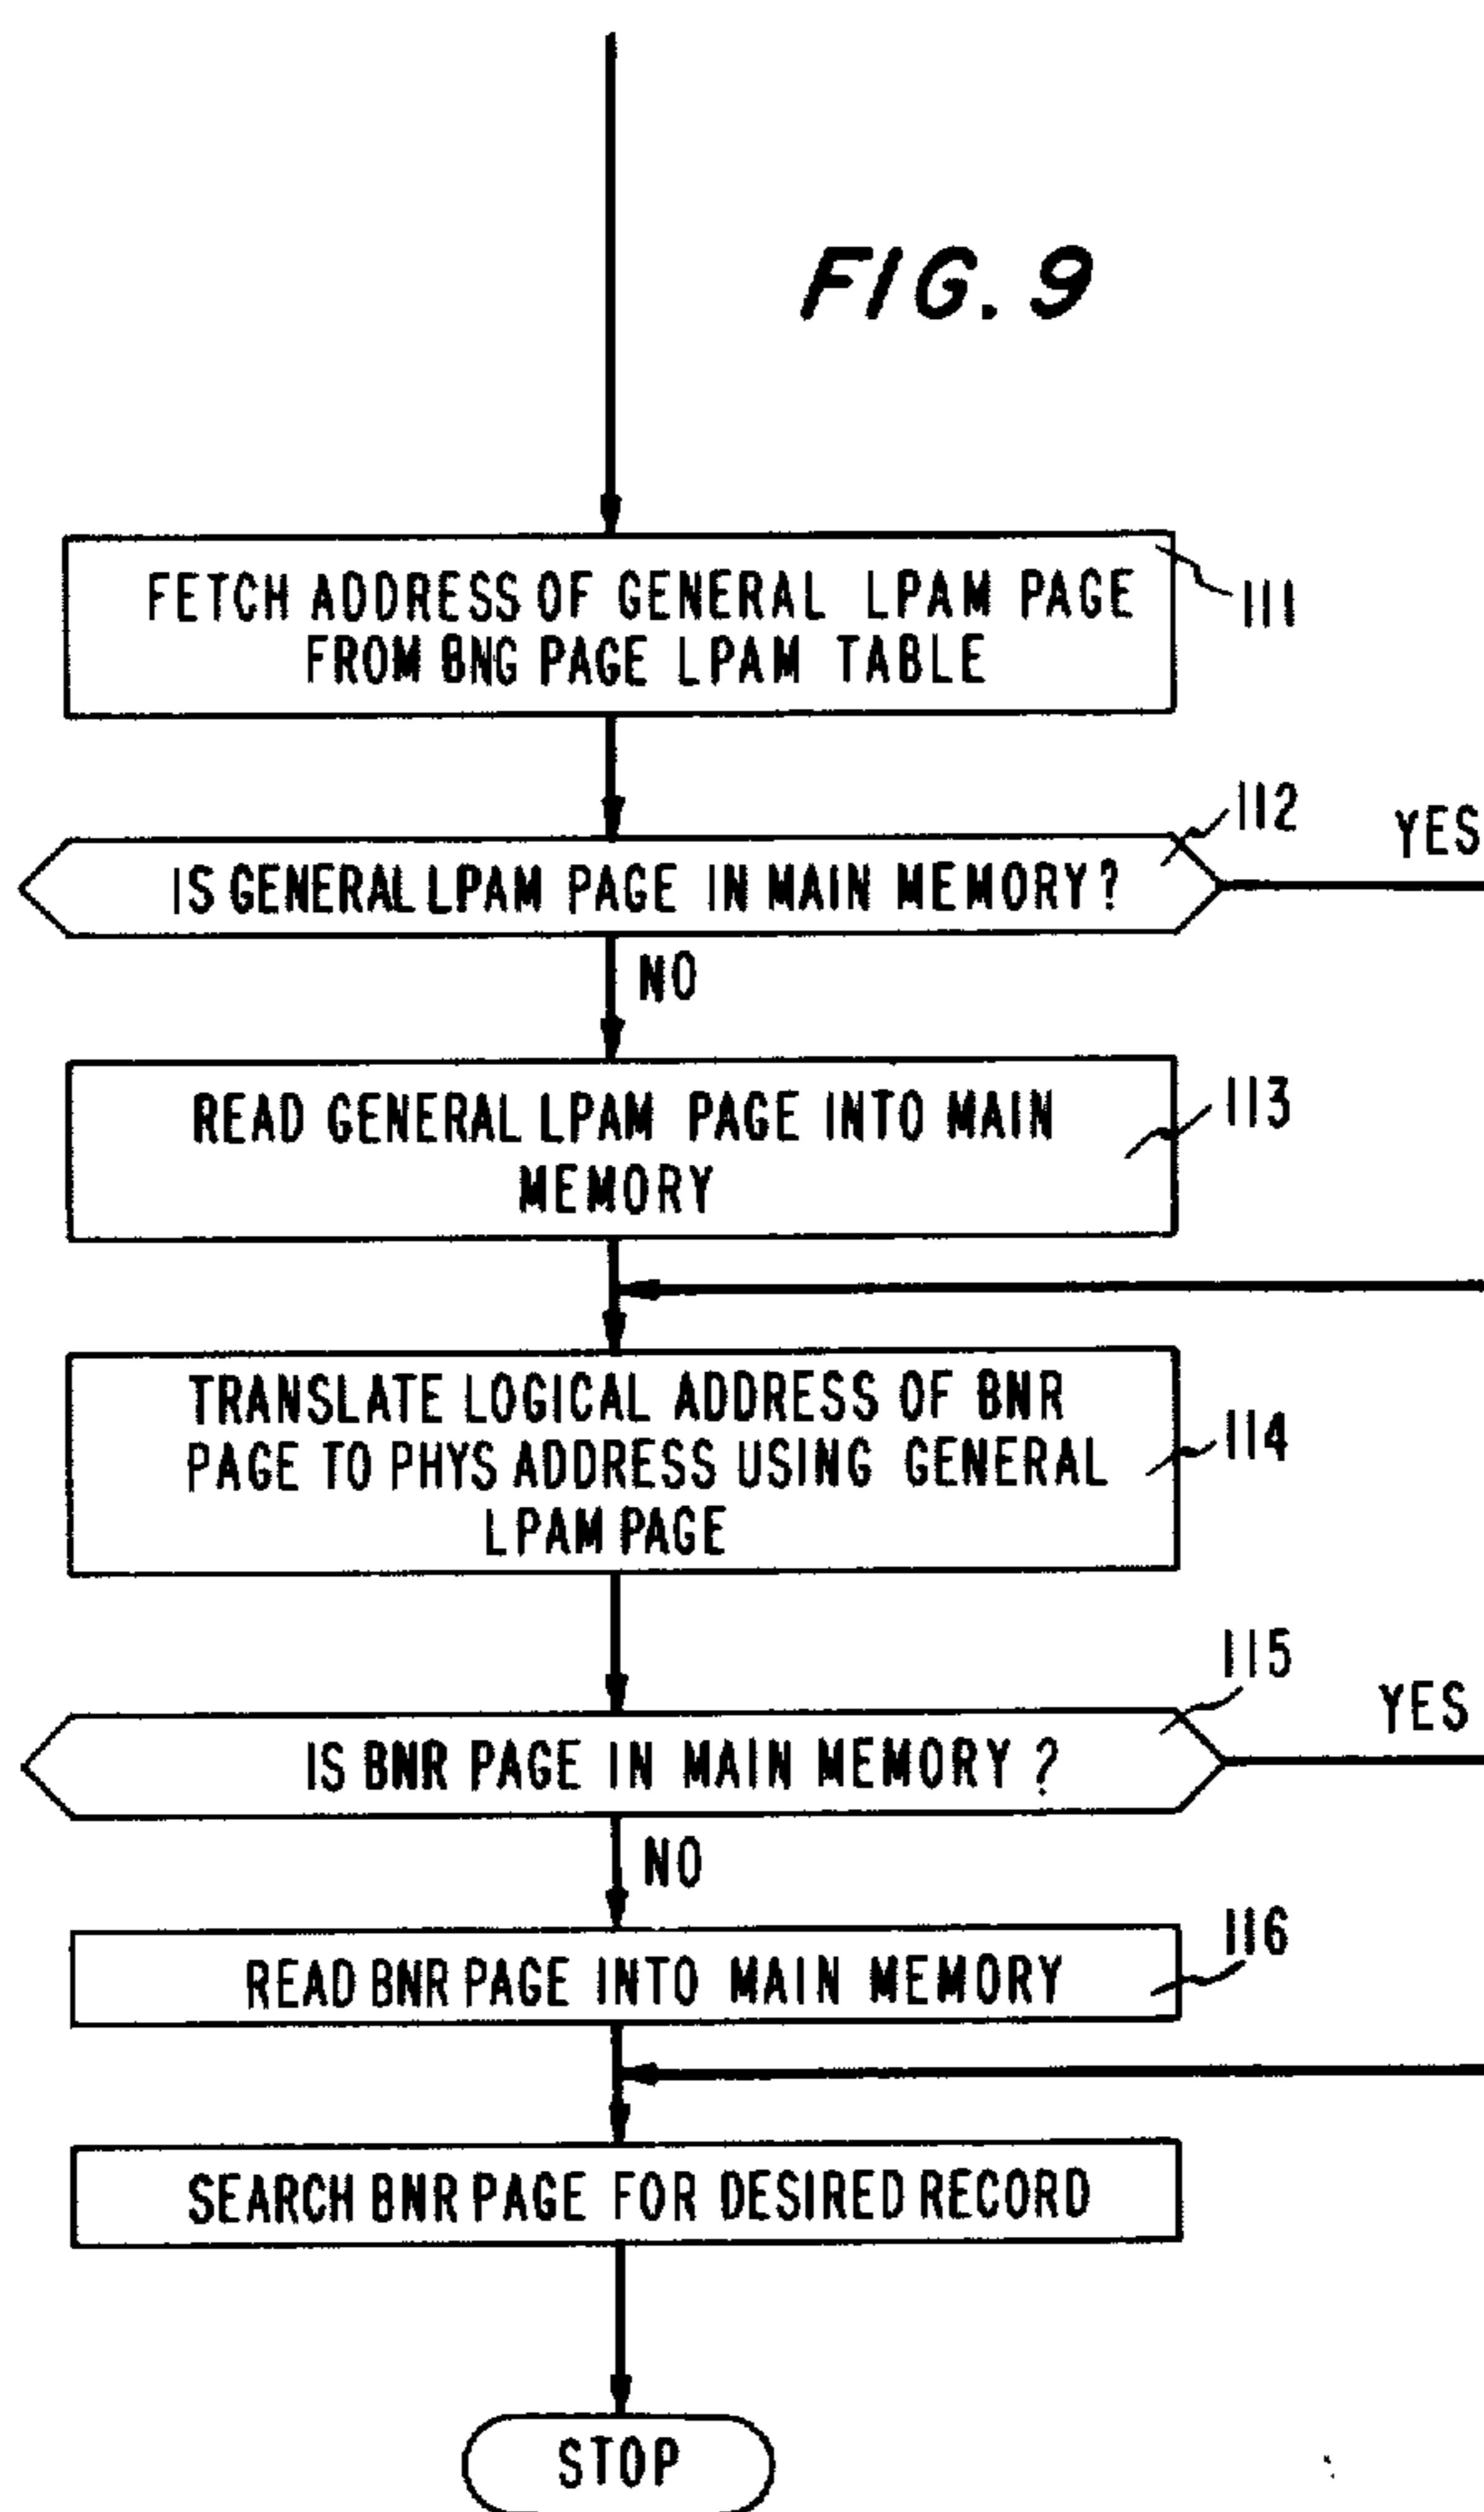 FIG. 9
FETCH ADDRESS OF GENERAL LPAM PAGE
FROM BNG PAGE LPAM TABLE
111
112
YES
IS GENERAL LPAM PAGE IN MAIN MEMORY?
NO
READ GENERAL LPAM PAGE INTO MAIN
MEMORY
113
TRANSLATE LOGICAL ADDRESS OF BNR
PAGE TO PHYS ADDRESS USING GENERAL
LPAM PAGE
114
115
YES
IS BNR PAGE IN MAIN MEMORY ?
NO
116
READ BNR PAGE INTO MAIN MEMORY
SEARCH BNR PAGE FOR DESIRED RECORD
STOP